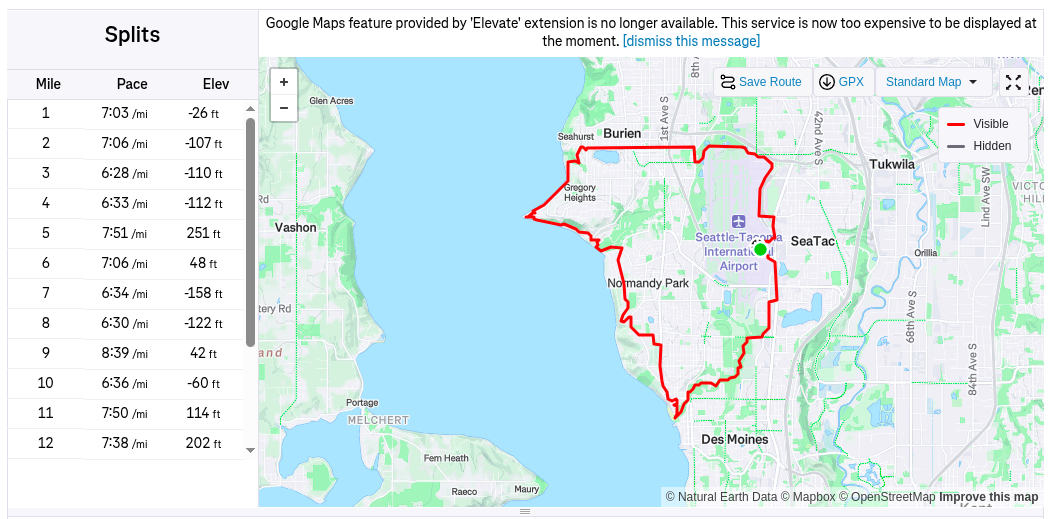 Splits
Mile Pace Elev
1 7:03 /mi -26 ft
2 7:06 /mi -107 ft
3 6:28 /mi -110 ft
4 6:33 /mi -112 ft
5 7:51 /mi 251 ft
6 7:06 /mi 48 ft
7 6:34 /mi -158 ft
8 6:30 /mi -122 ft
9 8:39 /mi 42 ft
10 6:36 /mi -60 ft
11 7:50 /mi 114 ft
12 7:38 /mi 202 ft
Google Maps feature provided by 'Elevate' extension is no longer available. This service is now too expensive to be displayed at
the moment. [dismiss this message]
+
−
Save Route
GPX
Standard Map
Visible
Hidden
8th A
Glen Acres
1st Ave S
42nd Ave S
Seahurst
Burien
Tukwila
Lind Ave SW
Gregory
Heights
Rd
Vashon
SeaTac
Seattle-Tacoma
International
Airport
Orillia
Normandy Park
68th Ave S
tery Rd
and
84th Ave S
Portage
MELCHERT
Des Moines
Fern Heath
Raeco
Maury
© Natural Earth Data © Mapbox © OpenStreetMap Improve this map